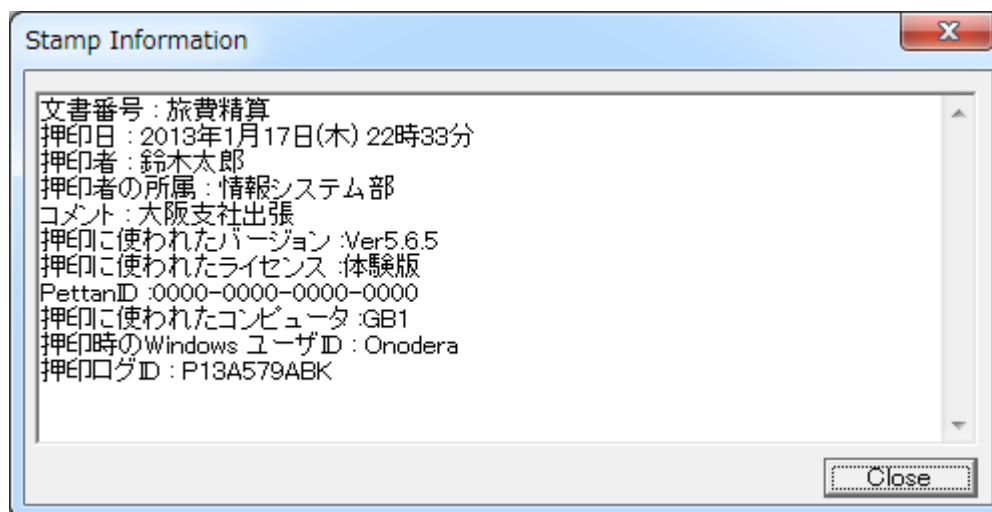 Stamp Information
文書番号：旅費精算
押印日：2013年1月17日(木) 22時33分
押印者：鈴木太郎
押印者の所属：情報システム部
コメント：大阪支社出張
押印に使われたバージョン :Ver5.6.5
押印に使われたライセンス :体験版
PettanID :0000-0000-0000-0000
押印に使われたコンピュータ :GB1
押印時のWindows ユーザID：Onodera
押印ログID：P13A579ABK
Close